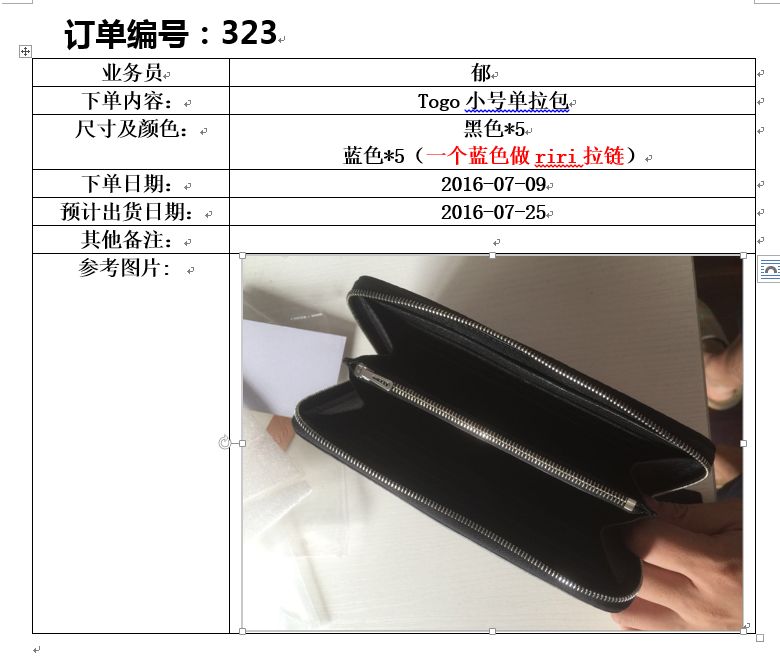 订单编号：323
业务员
郁
下单内容：
Togo 小号单拉包
尺寸及颜色：
黑色*5
蓝色*5（一个蓝色做 riri 拉链）
下单日期：
2016-07-09
预计出货日期：
2016-07-25
其他备注：
参考图片: